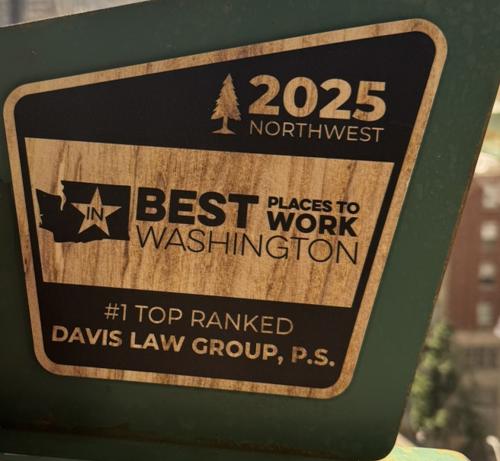 2025
NORTHWEST
IN
BEST PLACES TO WORK
WASHINGTON
#1 TOP RANKED
DAVIS LAW GROUP, P.S.